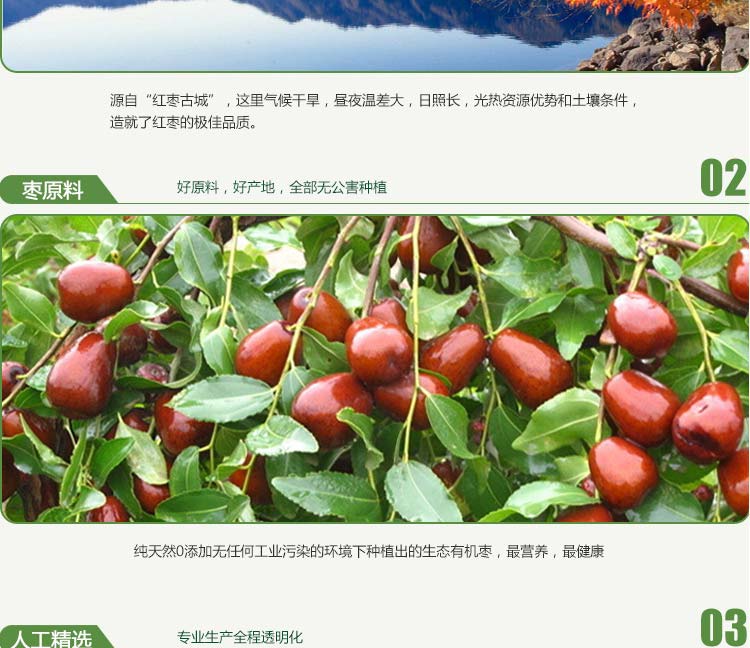 源自“红枣古城”，这里气候干旱，昼夜温差大，日照长，光热资源优势和土壤条件，
造就了红枣的极佳品质。
02
枣原料
好原料，好产地，全部无公害种植
纯天然0添加无任何工业污染的环境下种植出的生态有机枣，最营养，最健康
03
人工精选
专业生产全程透明化